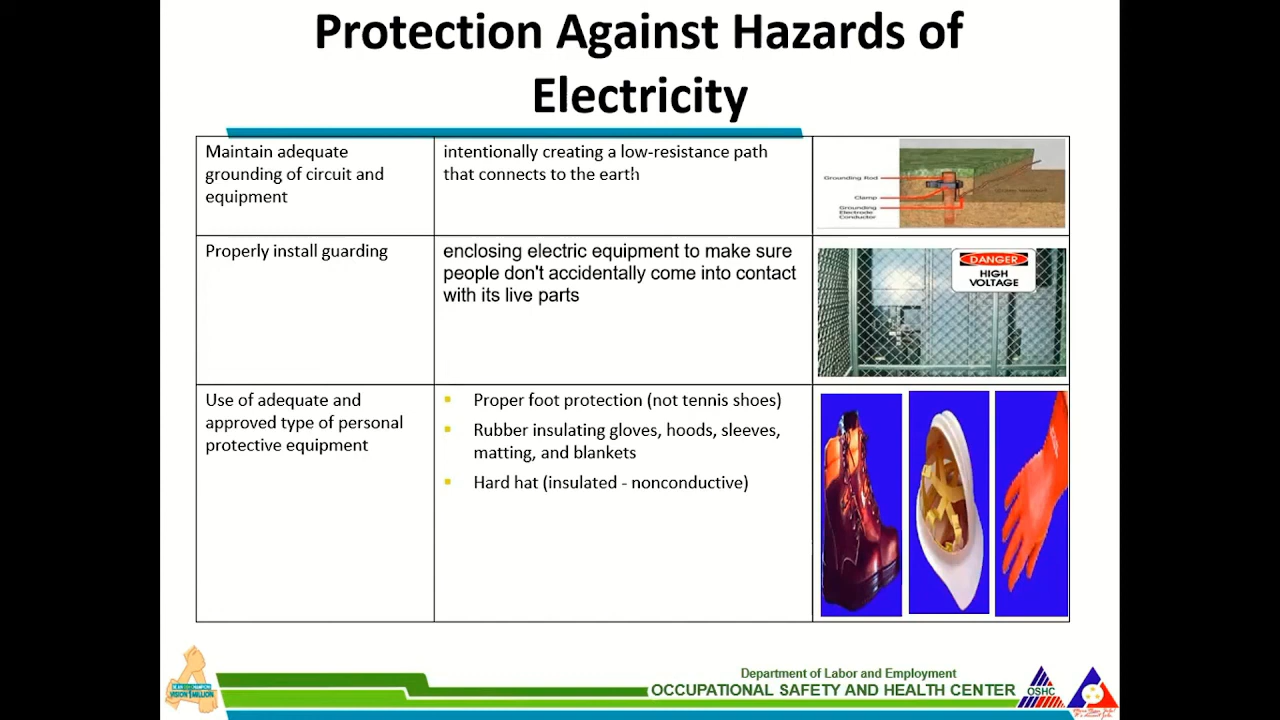 Protection Against Hazards of
Electricity
Maintain adequate
grounding of circuit and
equipment
intentionally creating a low-resistance path
that connects to the earth
Grounding Rod
Clamp
Grounding
Electrode
Conductor
Properly install guarding
enclosing electric equipment to make sure
people don't accidentally come into contact
with its live parts
DANGER
HIGH
VOLTAGE
Use of adequate and
approved type of personal
protective equipment
Proper foot protection (not tennis shoes)
Rubber insulating gloves, hoods, sleeves,
matting, and blankets
Hard hat (insulated - nonconductive)
VISION 1 MILLION
Department of Labor and Employment
OCCUPATIONAL SAFETY AND HEALTH CENTER
OSHC